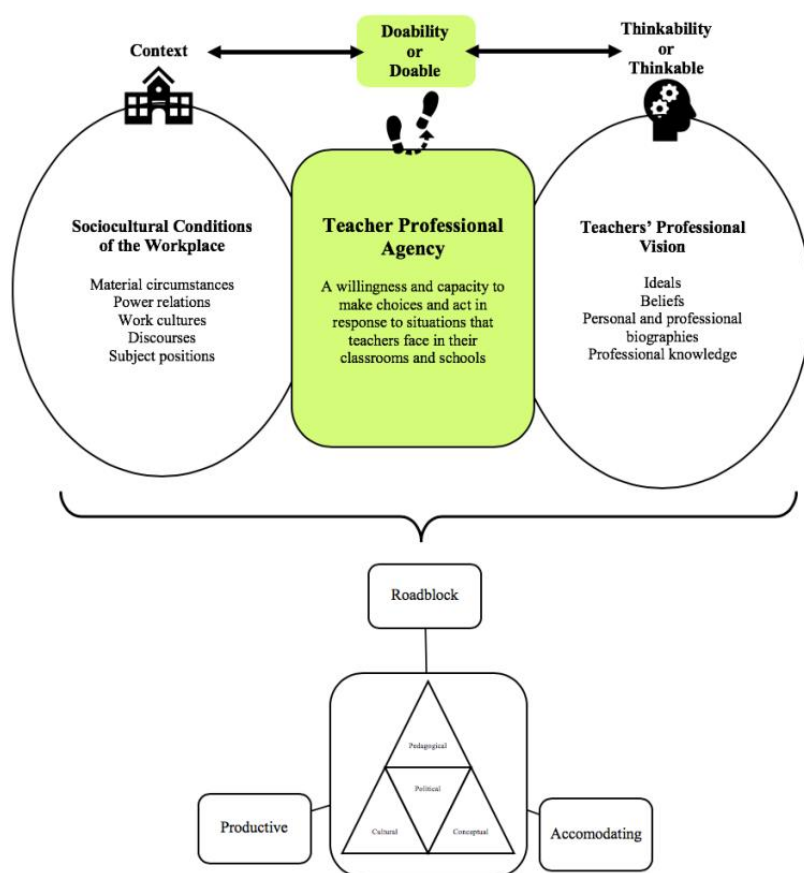 Context
Doability
or
Doable
Thinkability
or
Thinkable
Sociocultural Conditions
of the Workplace
Material circumstances
Power relations
Work cultures
Discourses
Subject positions
Teacher Professional
Agency
A willingness and capacity to
make choices and act in
response to situations that
teachers face in their
classrooms and schools
Teachers’ Professional
Vision
Ideals
Beliefs
Personal and professional
biographies
Professional knowledge
Roadblock
Pedagogical
Political
Cultural
Conceptual
Productive
Accomodating